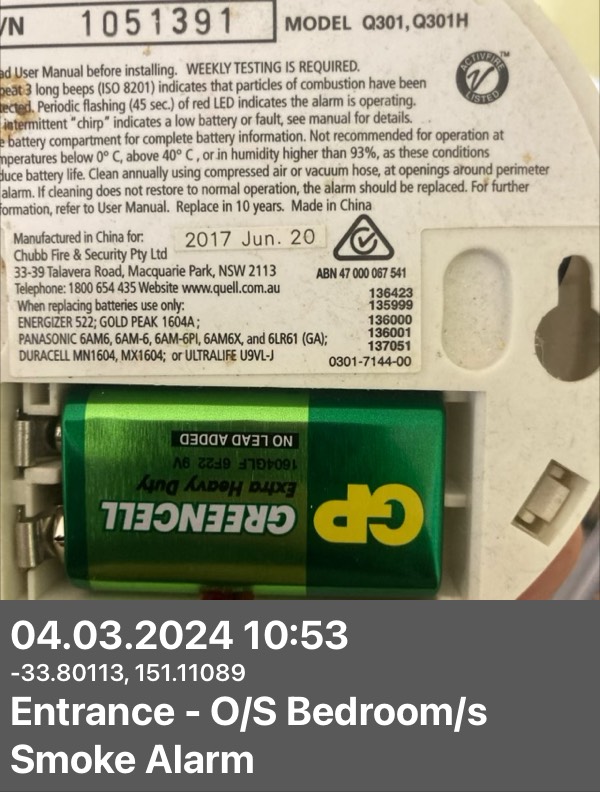 /N 1051391 MODEL Q301, Q301H
ad User Manual before installing. WEEKLY TESTING IS REQUIRED.
peat 3 long beeps (ISO 8201) indicates that particles of combustion have been
tected. Periodic flashing (45 sec.) of red LED indicates the alarm is operating.
intermittent "chirp" indicates a low battery or fault, see manual for details.
e battery compartment for complete battery information. Not recommended for operation at
mperatures below 0° C, above 40° C , or in humidity higher than 93%, as these conditions
duce battery life. Clean annually using compressed air or vacuum hose, at openings around perimeter
alarm. If cleaning does not restore to normal operation, the alarm should be replaced. For further
formation, refer to User Manual. Replace in 10 years. Made in China
ACTIVFIRE
LISTED
TM
Manufactured in China for: 2017 Jun. 20
Chubb Fire & Security Pty Ltd
33-39 Talavera Road, Macquarie Park, NSW 2113 ABN 47 000 067 541
Telephone: 1800 654 435 Website www.quell.com.au
When replacing batteries use only:
ENERGIZER 522; GOLD PEAK 1604A;
PANASONIC 6AM6, 6AM-6, 6AM-6PI, 6AM6X, and 6LR61 (GA);
DURACELL MN1604, MX1604; or ULTRALIFE U9VL-J
136423
135999
136000
136001
137051
0301-7144-00
GP
GREENCELL
Extra Heavy Duty
1604GLF 6F22 9V
NO LEAD ADDED
04.03.2024 10:53
-33.80113, 151.11089
Entrance - O/S Bedroom/s
Smoke Alarm